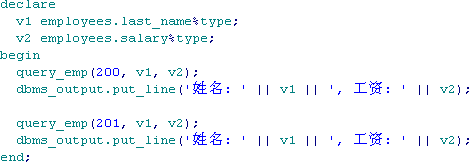 declare
v1 employees.last_name%type;
v2 employees.salary%type;
begin
query_emp(200, v1, v2);
dbms_output.put_line('姓名: ' || v1 || ', 工资: ' || v2);
query_emp(201, v1, v2);
dbms_output.put_line('姓名: ' || v1 || ', 工资: ' || v2);
end;